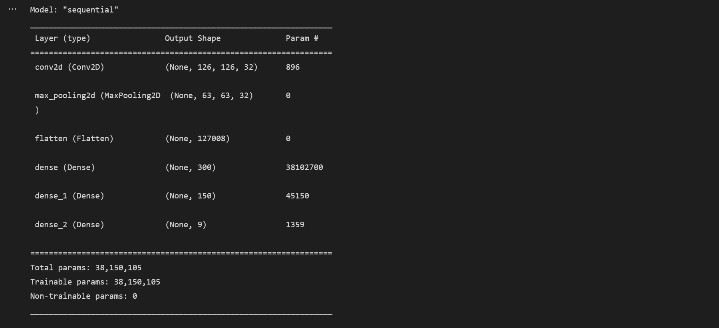 ...
Model: "sequential"
_________________________________________________________________
Layer (type) Output Shape Param #
=================================================================
conv2d (Conv2D) (None, 126, 126, 32) 896
max_pooling2d (MaxPooling2D (None, 63, 63, 32) 0
)
flatten (Flatten) (None, 127008) 0
dense (Dense) (None, 300) 38102700
dense_1 (Dense) (None, 150) 45150
dense_2 (Dense) (None, 9) 1359
=================================================================
Total params: 38,150,105
Trainable params: 38,150,105
Non-trainable params: 0
_________________________________________________________________